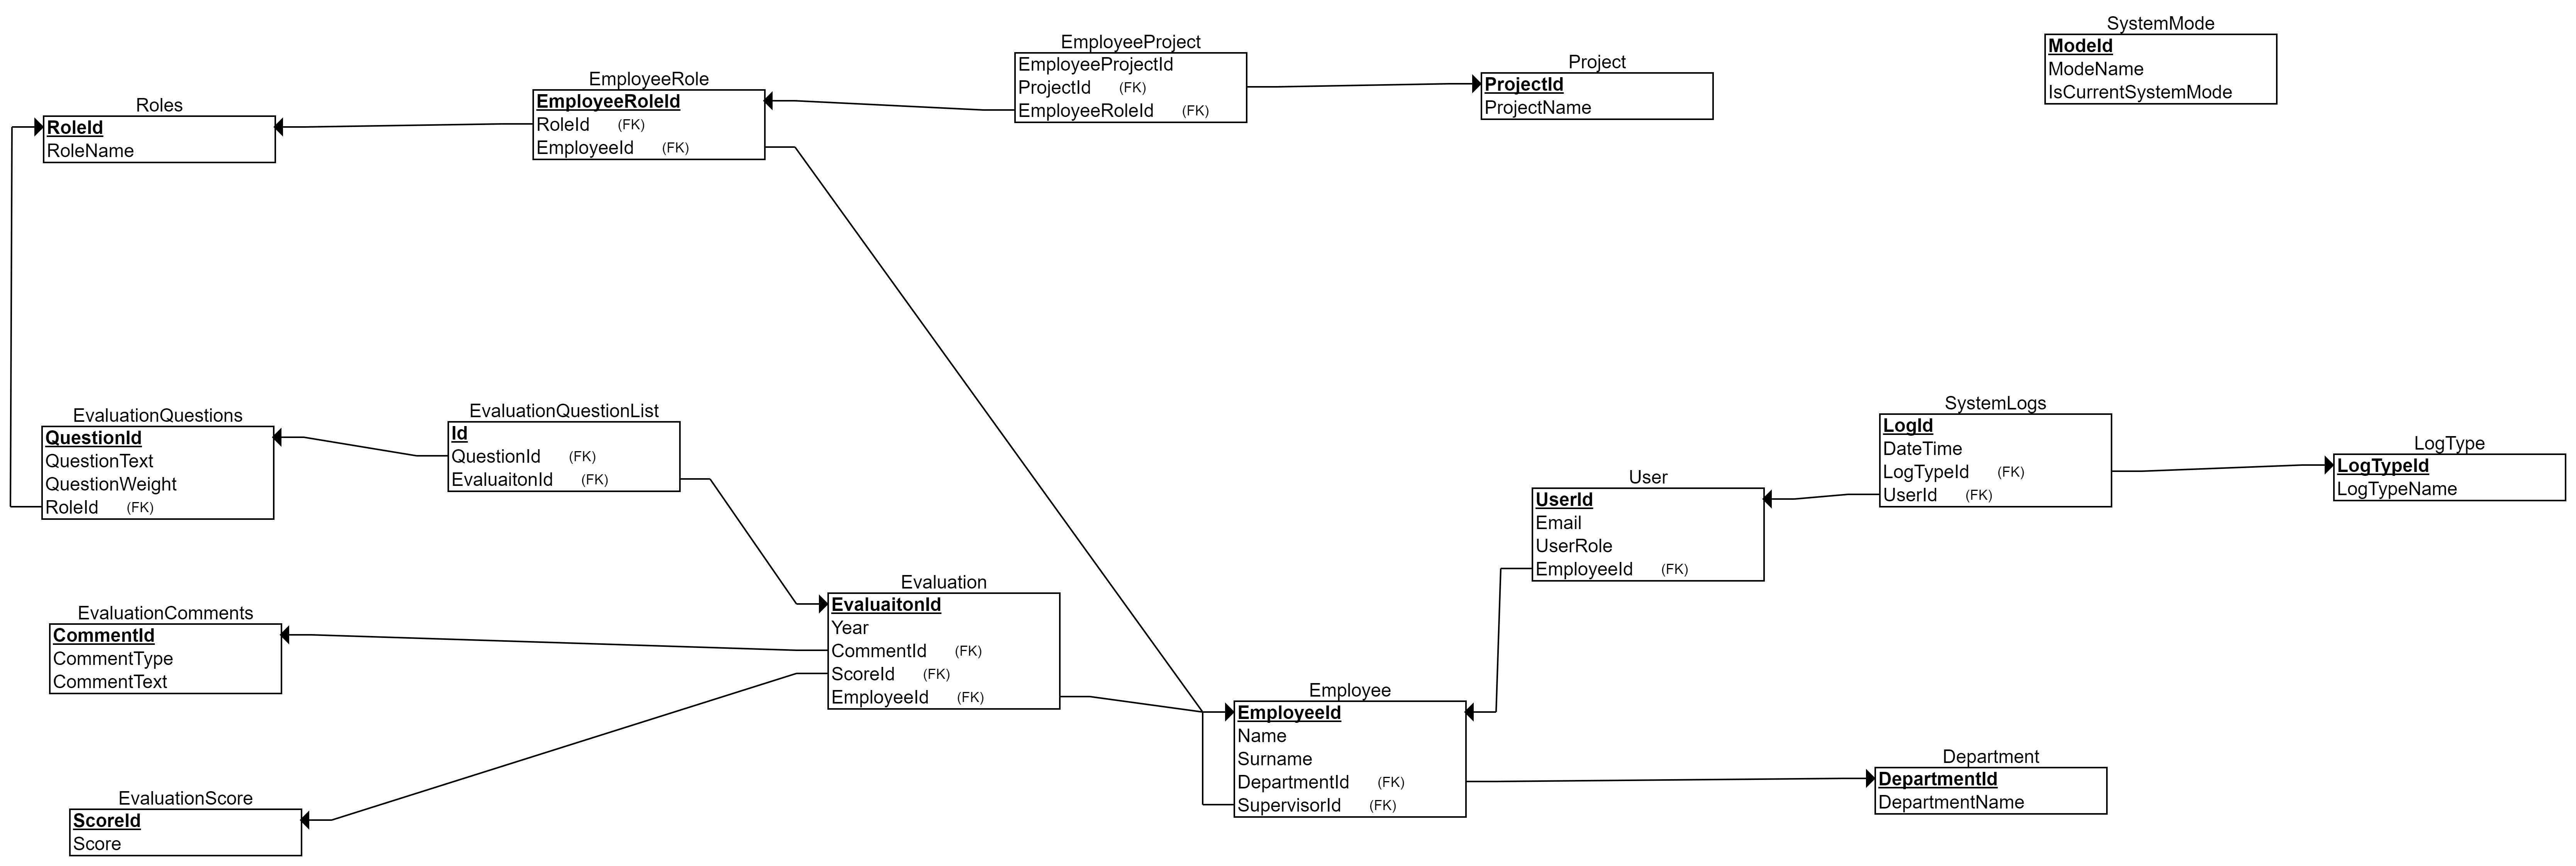 SystemMode
ModeId
ModeName
IsCurrentSystemMode
EmployeeProject
EmployeeProjectId
ProjectId (FK)
EmployeeRoleId (FK)
Project
ProjectId
ProjectName
EmployeeRole
EmployeeRoleId
RoleId (FK)
EmployeeId (FK)
Roles
RoleId
RoleName
EvaluationQuestions
QuestionId
QuestionText
QuestionWeight
RoleId (FK)
EvaluationQuestionList
Id
QuestionId (FK)
EvaluaitonId (FK)
SystemLogs
LogId
DateTime
LogTypeId (FK)
UserId (FK)
LogType
LogTypeId
LogTypeName
User
UserId
Email
UserRole
EmployeeId (FK)
Evaluation
EvaluaitonId
Year
CommentId (FK)
ScoreId (FK)
EmployeeId (FK)
EvaluationComments
CommentId
CommentType
CommentText
Employee
EmployeeId
Name
Surname
DepartmentId (FK)
SupervisorId (FK)
Department
DepartmentId
DepartmentName
EvaluationScore
ScoreId
Score